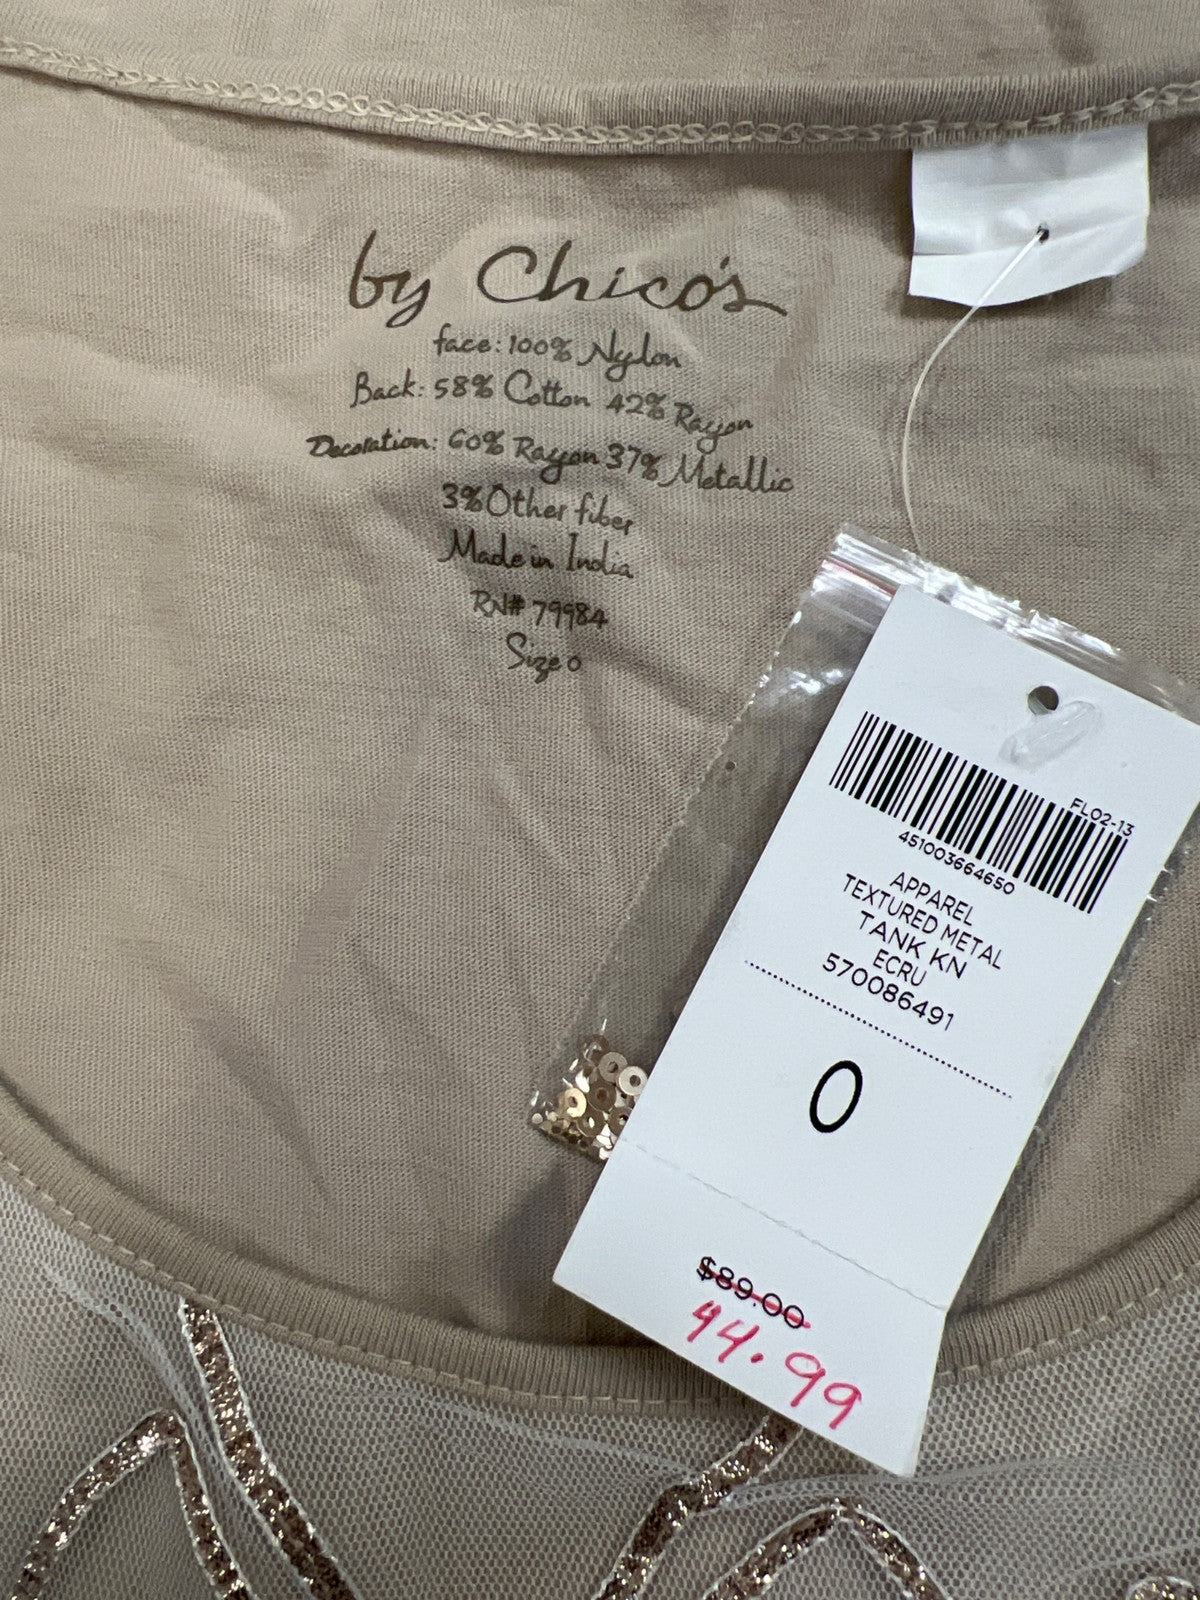 by Chico's
face: 100% Nylon
Back: 58% Cotton 42% Rayon
Decoration: 60% Rayon 37% Metallic
3% Other fiber
Made in India
RN# 79984
Size 0
FL02-13
451003664650
APPAREL
TEXTURED METAL
TANK KN
ECRU
570086491
0
$89.00
44.99